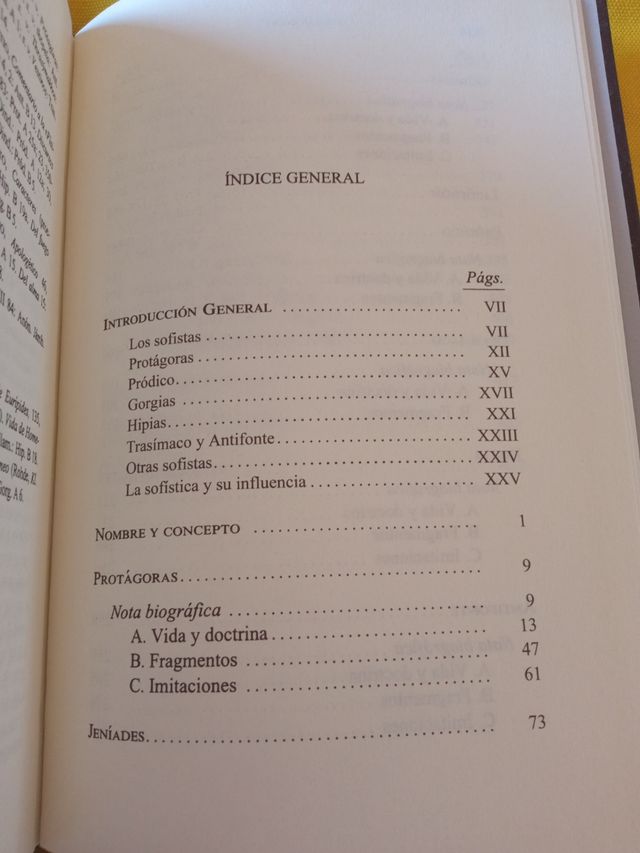 ÍNDICE GENERAL
Págs.
INTRODUCCIÓN GENERAL ........................ VII
Los sofistas ........................ VII
Protágoras ........................ XII
Pródico ........................ XV
Gorgias ........................ XVII
Hipias ........................ XXI
Trasímaco y Antifonte ........................ XXIII
Otras sofistas ........................ XXIV
La sofística y su influencia ........................ XXV
NOMBRE Y CONCEPTO ........................ 1
PROTÁGORAS ........................ 9
Nota biográfica ........................ 9
A. Vida y doctrina ........................ 13
B. Fragmentos ........................ 47
C. Imitaciones ........................ 61
JENÍADES ........................ 73